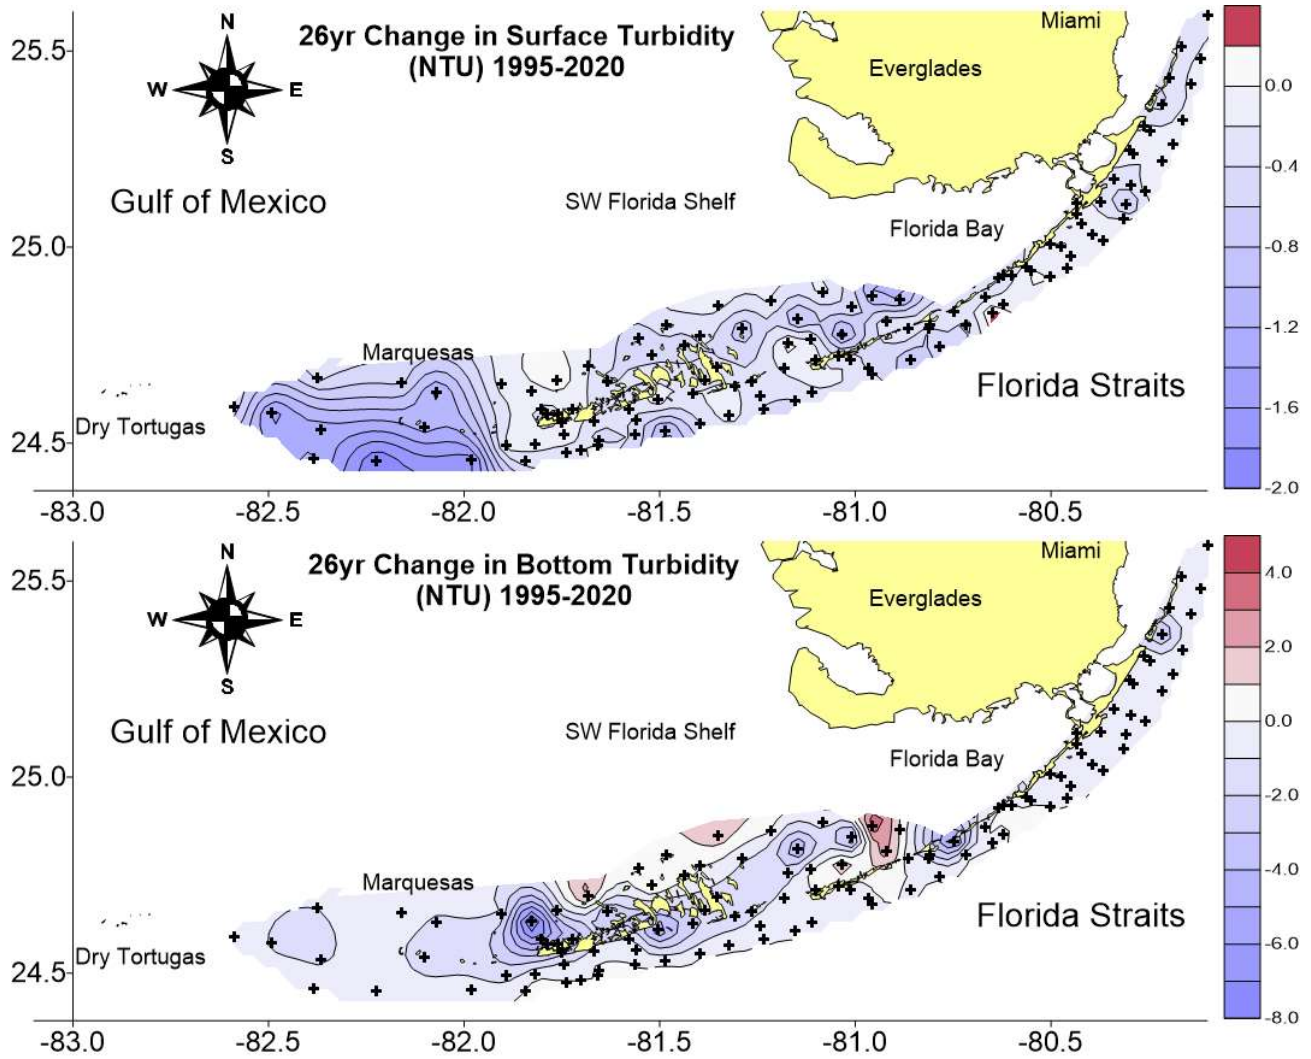 26yr Change in Surface Turbidity
(NTU) 1995-2020
N
W E
S
Miami
Everglades
Gulf of Mexico
SW Florida Shelf
Florida Bay
Marquesas
Dry Tortugas
Florida Straits
25.5
25.0
24.5
-83.0 -82.5 -82.0 -81.5 -81.0 -80.5
0.0
-0.4
-0.8
-1.2
-1.6
-2.0
26yr Change in Bottom Turbidity
(NTU) 1995-2020
N
W E
S
Miami
Everglades
Gulf of Mexico
SW Florida Shelf
Florida Bay
Marquesas
Dry Tortugas
Florida Straits
25.5
25.0
24.5
-83.0 -82.5 -82.0 -81.5 -81.0 -80.5
4.0
2.0
0.0
-2.0
-4.0
-6.0
-8.0